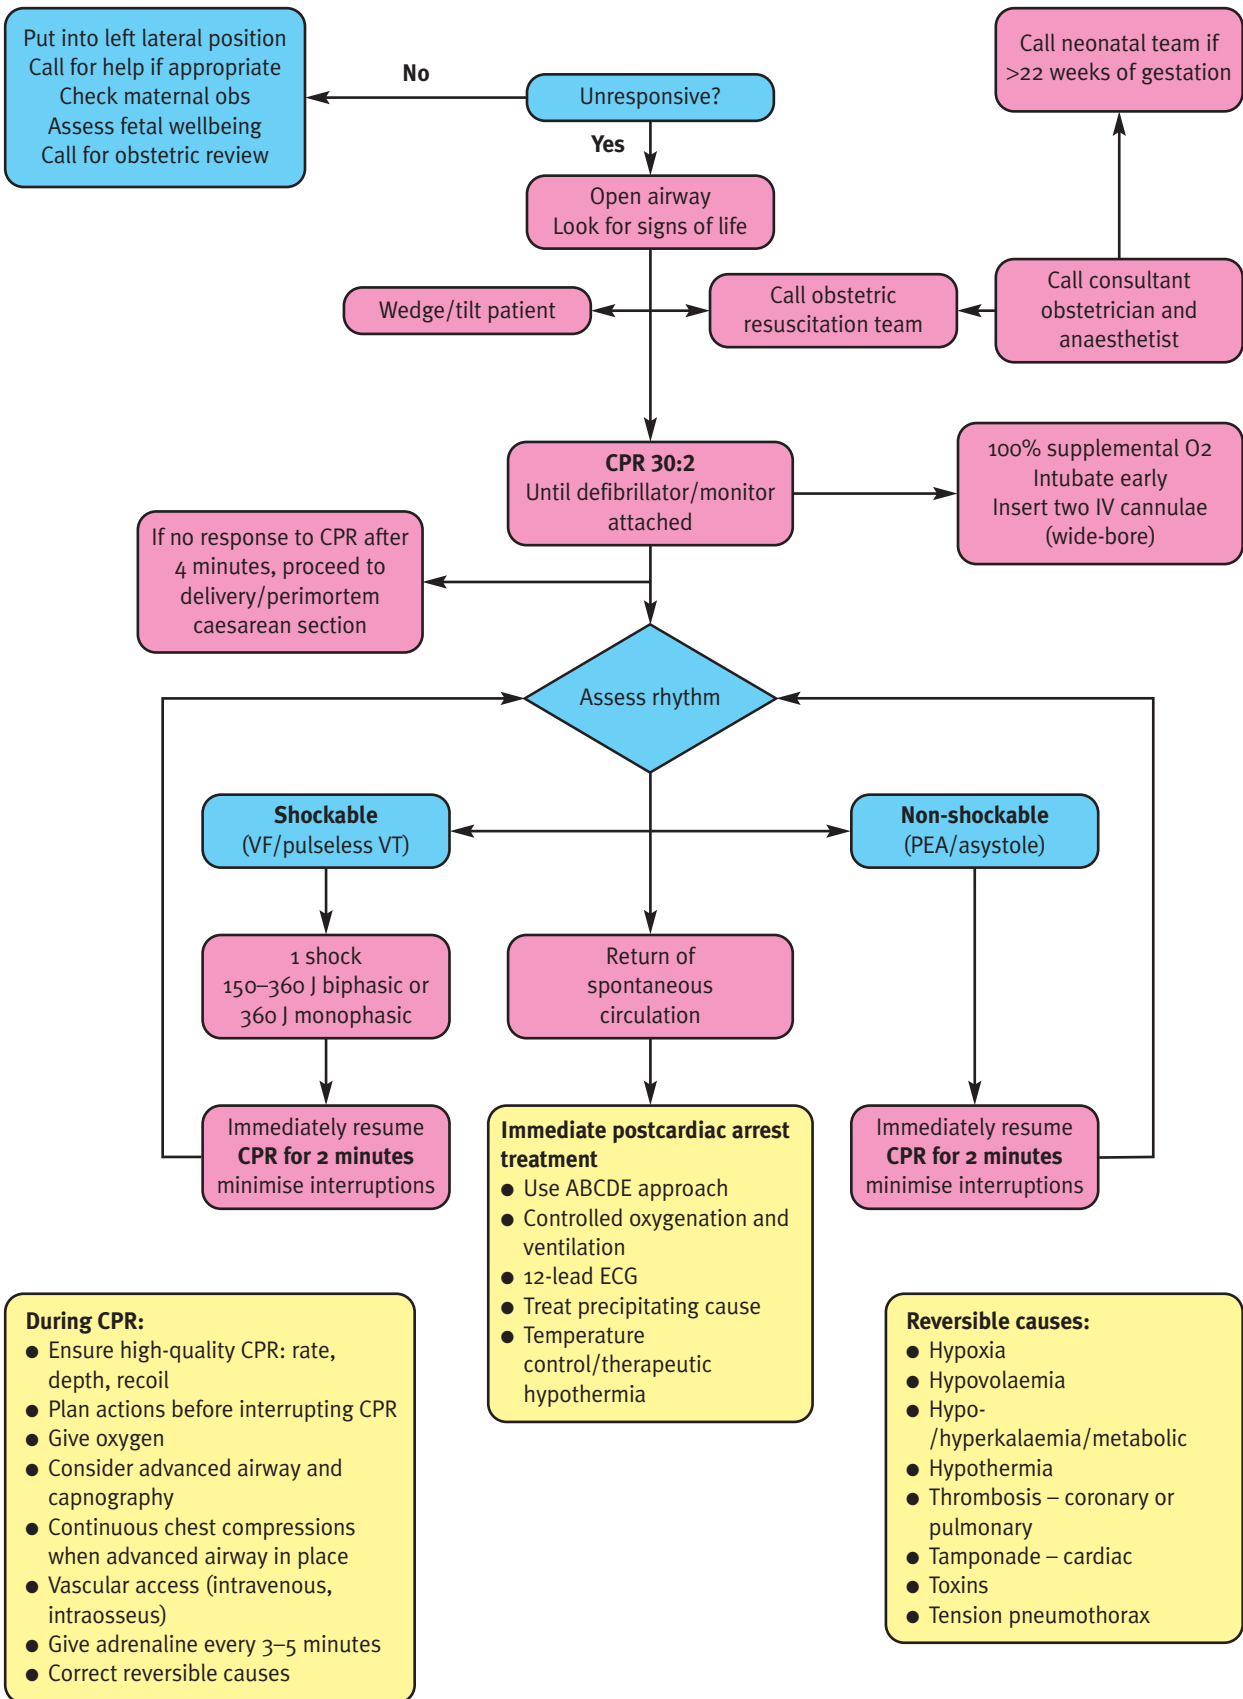 Put into left lateral position
Call for help if appropriate
Check maternal obs
Assess fetal wellbeing
Call for obstetric review
No
Unresponsive?
Call neonatal team if
>22 weeks of gestation
Yes
Open airway
Look for signs of life
Wedge/tilt patient
Call obstetric
resuscitation team
Call consultant
obstetrician and
anaesthetist
CPR 30:2
Until defibrillator/monitor
attached
100% supplemental O2
Intubate early
Insert two IV cannulae
(wide-bore)
If no response to CPR after
4 minutes, proceed to
delivery/perimortem
caesarean section
Assess rhythm
Shockable
(VF/pulseless VT)
Non-shockable
(PEA/asystole)
1 shock
150–360 J biphasic or
360 J monophasic
Return of
spontaneous
circulation
Immediately resume
CPR for 2 minutes
minimise interruptions
Immediate postcardiac arrest
treatment
● Use ABCDE approach
● Controlled oxygenation and
ventilation
● 12-lead ECG
● Treat precipitating cause
● Temperature
control/therapeutic
hypothermia
Immediately resume
CPR for 2 minutes
minimise interruptions
During CPR:
● Ensure high-quality CPR: rate,
depth, recoil
● Plan actions before interrupting CPR
● Give oxygen
● Consider advanced airway and
capnography
● Continuous chest compressions
when advanced airway in place
● Vascular access (intravenous,
intraosseus)
● Give adrenaline every 3–5 minutes
● Correct reversible causes
Reversible causes:
● Hypoxia
● Hypovolaemia
● Hypo-
/hyperkalaemia/metabolic
● Hypothermia
● Thrombosis – coronary or
pulmonary
● Tamponade – cardiac
● Toxins
● Tension pneumothorax